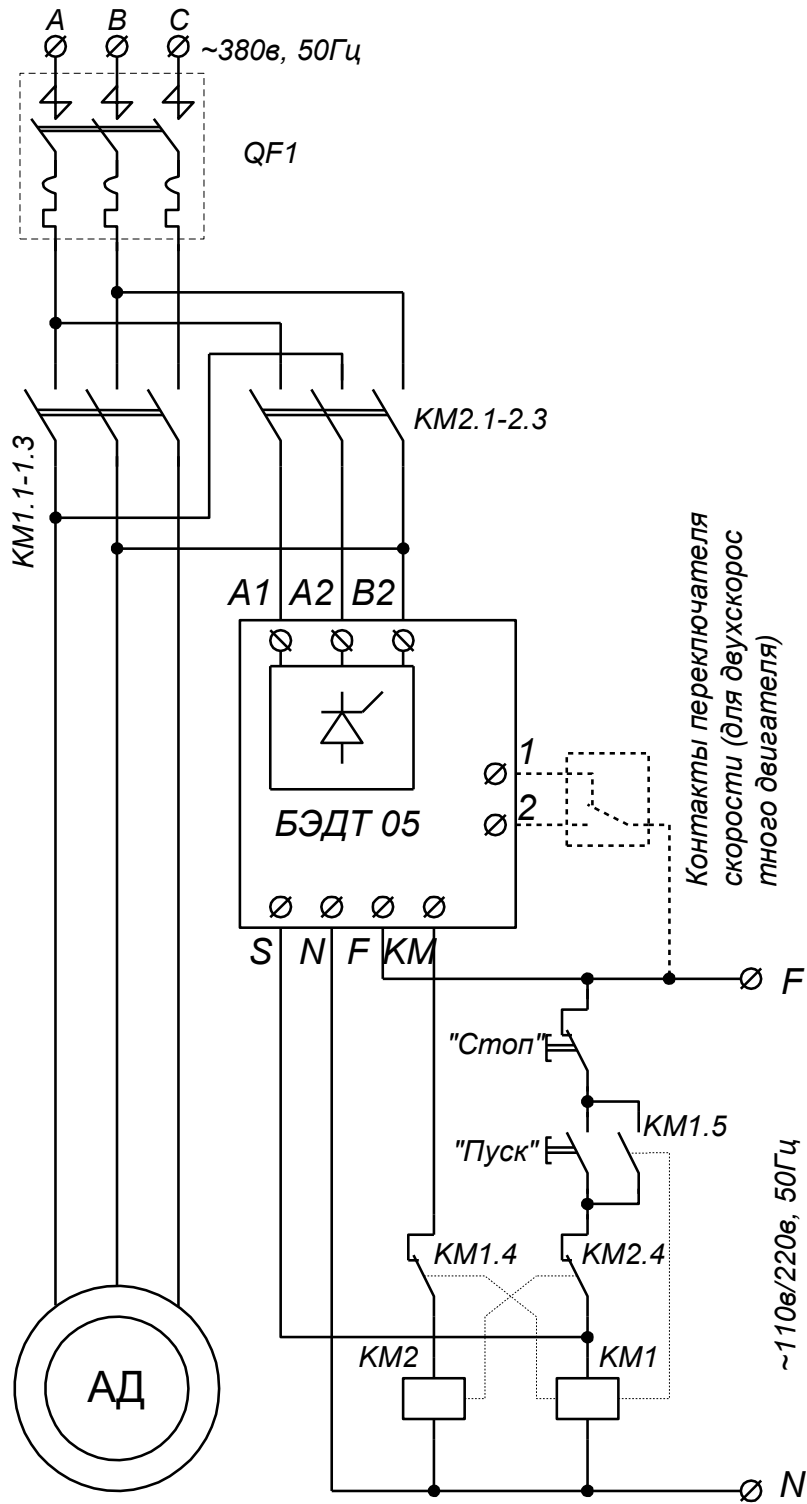 A B C
~380в, 50Гц
QF1
KM1.1-1.3
KM2.1-2.3
A1 A2 B2
Контакты переключателя
скорости (для двухскорос
тного двигателя)
1
2
БЭДТ 05
S N F KM
F
"Стоп"
"Пуск"
KM1.5
KM1.4
KM2.4
~110в/220в, 50Гц
KM2
KM1
АД
N